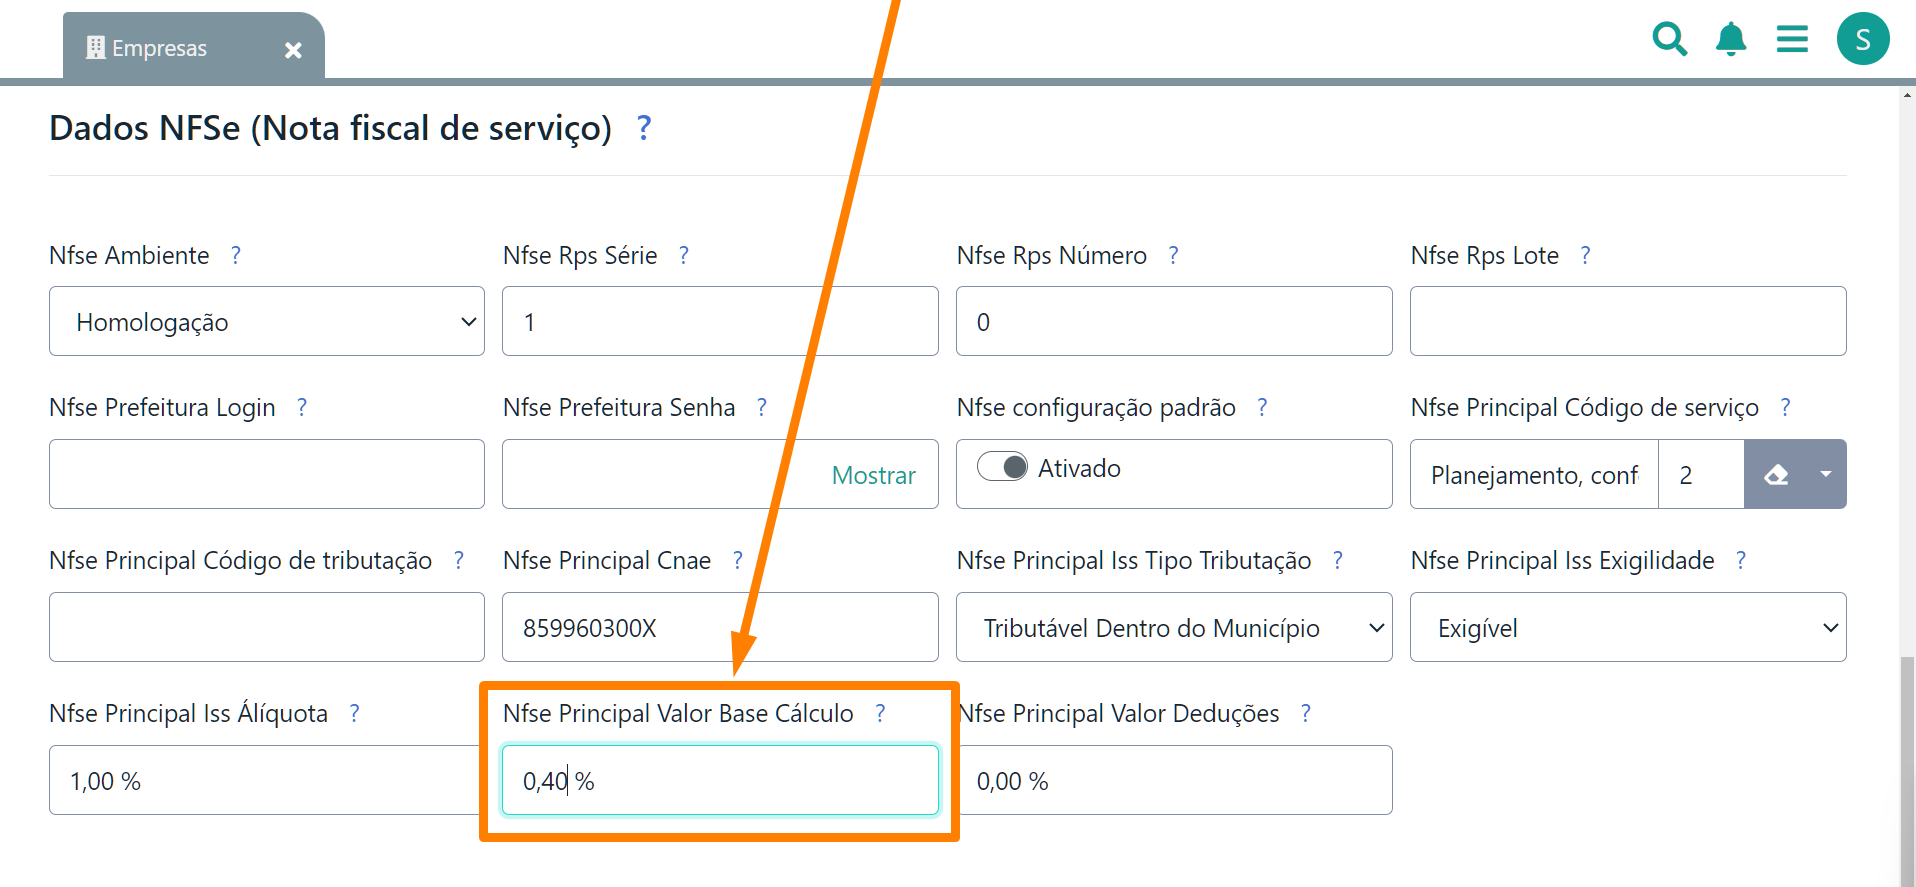 Empresas
S
Dados NFSe (Nota fiscal de serviço) ?
Nfse Ambiente ?
Nfse Rps Série ?
Nfse Rps Número ?
Nfse Rps Lote ?
Homologação
1
0
Nfse Prefeitura Login ?
Nfse Prefeitura Senha ?
Nfse configuração padrão ?
Nfse Principal Código de serviço ?
Mostrar
Ativado
Planejamento, conf
2
Nfse Principal Código de tributação ?
Nfse Principal Cnae ?
Nfse Principal Iss Tipo Tributação ?
Nfse Principal Iss Exigilidade ?
859960300X
Tributável Dentro do Município
Exigível
Nfse Principal Iss Álíquota ?
Nfse Principal Valor Base Cálculo ?
Nfse Principal Valor Deduções ?
1,00 %
0,40 %
0,00 %